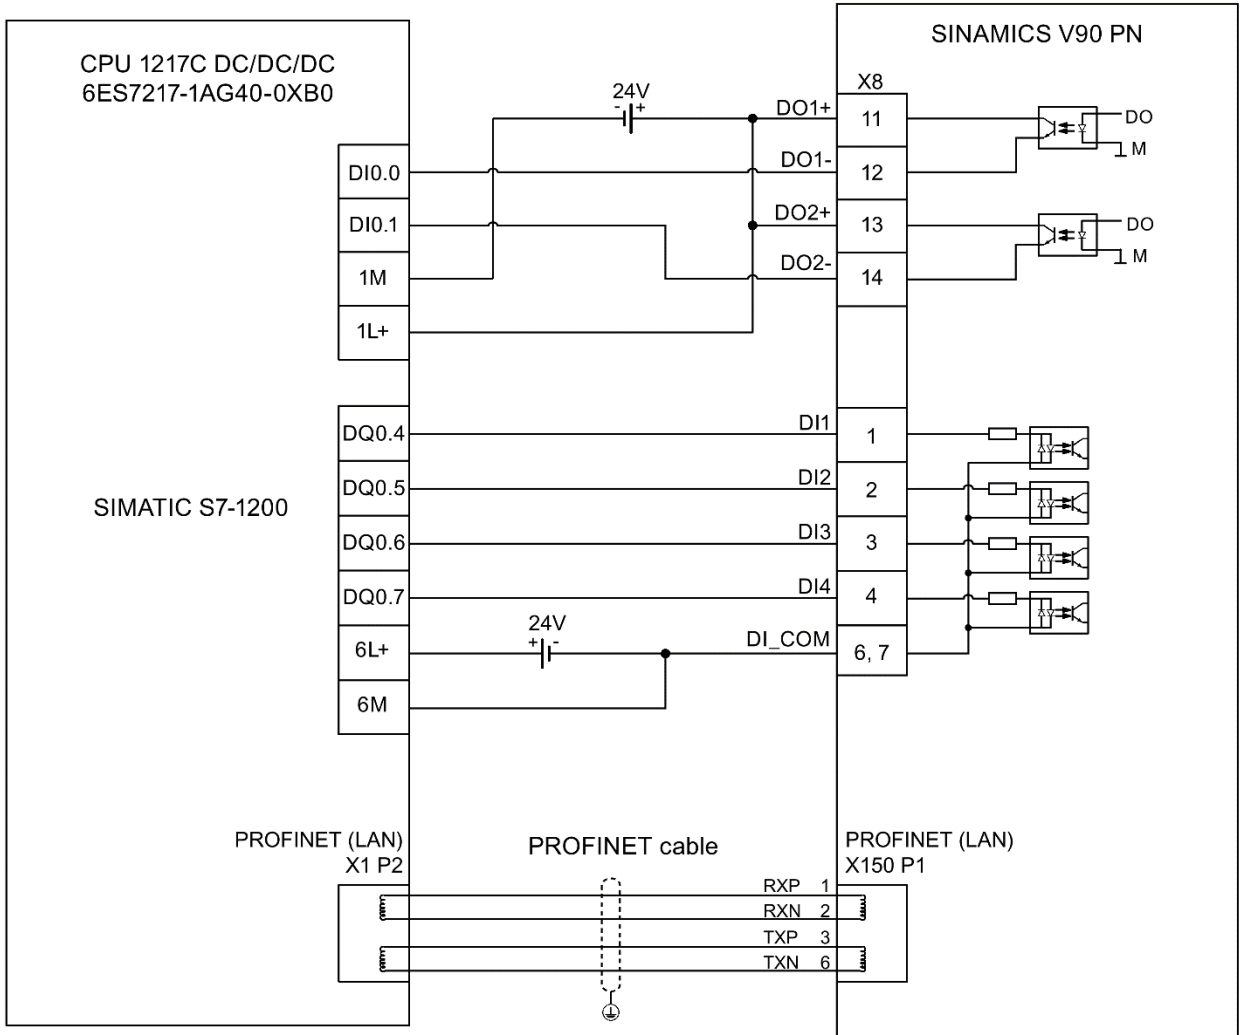 SINAMICS V90 PN
CPU 1217C DC/DC/DC
6ES7217-1AG40-0XB0
X8
24V
- +
DO1+
11
DO
M
DI0.0
DO1-
12
DI0.1
DO2+
13
DO
M
1M
DO2-
14
1L+
DQ0.4
DI1
1
SIMATIC S7-1200
DQ0.5
DI2
2
DQ0.6
DI3
3
DQ0.7
DI4
4
24V
+ -
6L+
DI_COM
6, 7
6M
PROFINET (LAN)
X1 P2
PROFINET cable
PROFINET (LAN)
X150 P1
RXP 1
RXN 2
TXP 3
TXN 6